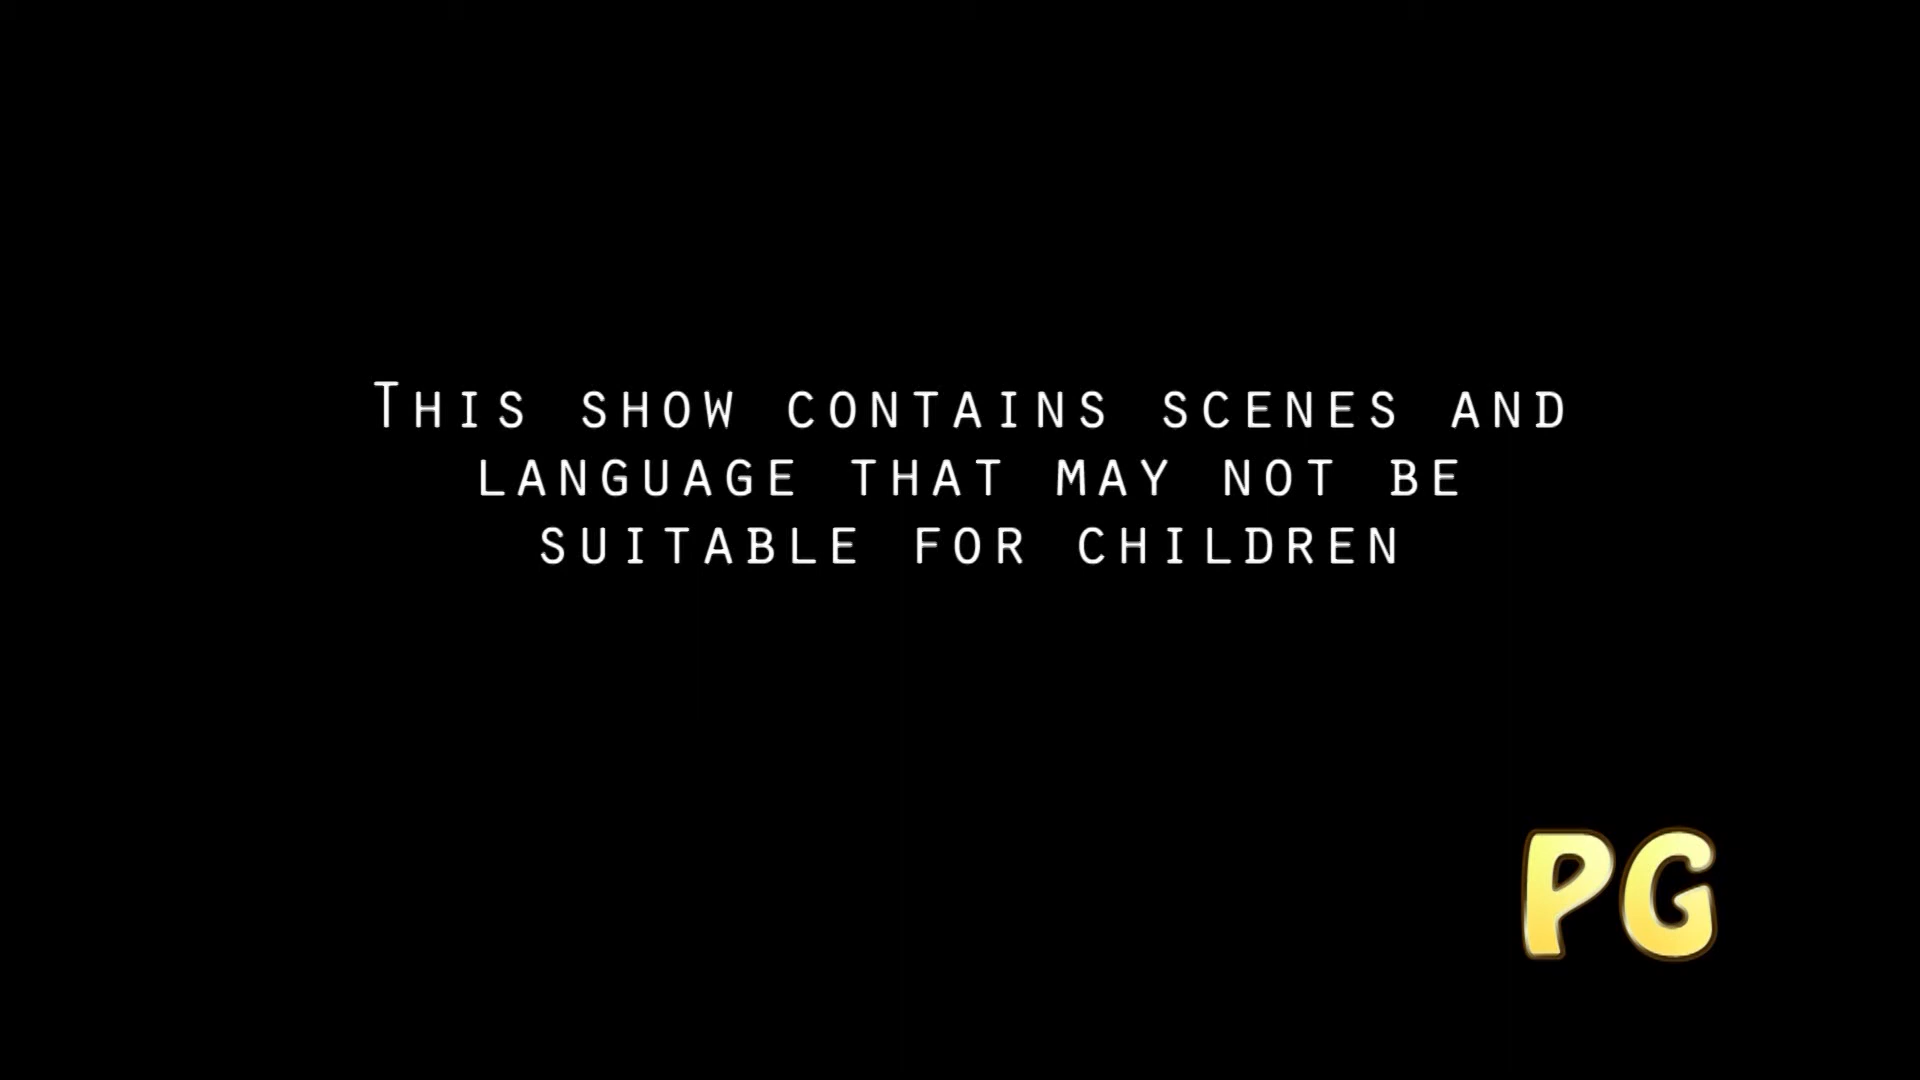 This show contains scenes and
language that may not be
suitable for children
PG